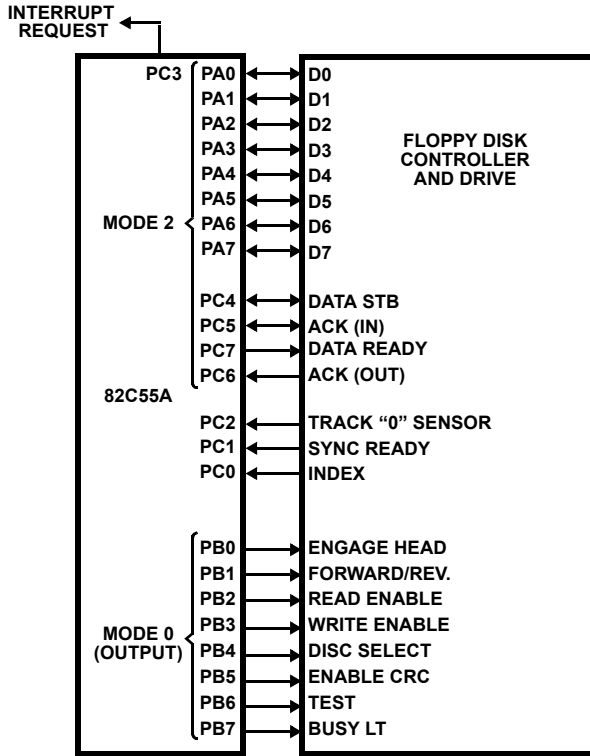 INTERRUPT
REQUEST
PC3 PA0 D0
PA1 D1
PA2 D2
PA3 D3
PA4 D4
PA5 D5
PA6 D6
PA7 D7
FLOPPY DISK
CONTROLLER
AND DRIVE
MODE 2
PC4 DATA STB
PC5 ACK (IN)
PC7 DATA READY
PC6 ACK (OUT)
82C55A
PC2 TRACK “0” SENSOR
PC1 SYNC READY
PC0 INDEX
PB0 ENGAGE HEAD
PB1 FORWARD/REV.
PB2 READ ENABLE
PB3 WRITE ENABLE
MODE 0
(OUTPUT)
PB4 DISC SELECT
PB5 ENABLE CRC
PB6 TEST
PB7 BUSY LT